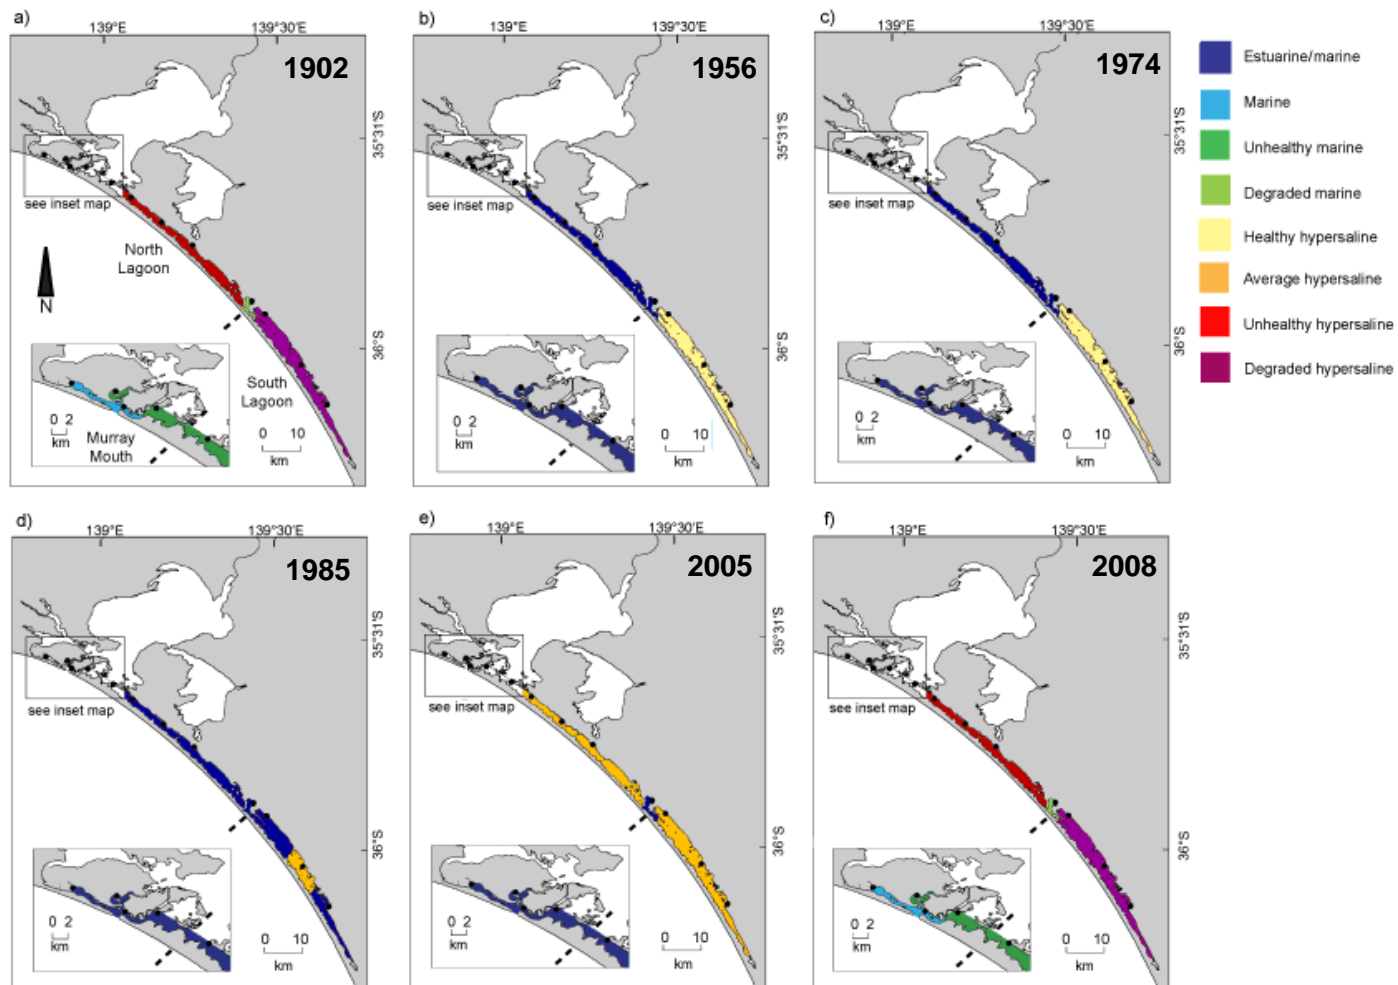 a)
139°E
139°30'E
1902
35°31'S
see inset map
North
Lagoon
N
36°S
South
Lagoon
0 2
km
Murray
Mouth
0 10
km
b)
139°E
139°30'E
1956
35°31'S
see inset map
36°S
0 2
km
0 10
km
c)
139°E
139°30'E
1974
35°31'S
see inset map
36°S
0 2
km
0 10
km
Estuarine/marine
Marine
Unhealthy marine
Degraded marine
Healthy hypersaline
Average hypersaline
Unhealthy hypersaline
Degraded hypersaline
d)
139°E
139°30'E
1985
35°31'S
see inset map
36°S
0 2
km
0 10
km
e)
139°E
139°30'E
2005
35°31'S
see inset map
36°S
0 2
km
0 10
km
f)
139°E
139°30'E
2008
35°31'S
see inset map
36°S
0 2
km
0 10
km